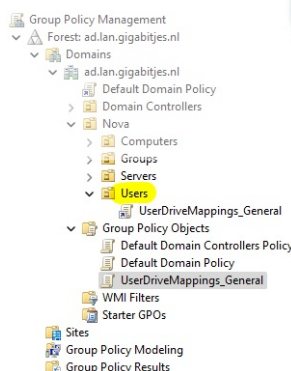 Group Policy Management
Forest: ad.lan.gigabitjes.nl
Domains
ad.lan.gigabitjes.nl
Default Domain Policy
Domain Controllers
Nova
Computers
Groups
Servers
Users
UserDriveMappings_General
Group Policy Objects
Default Domain Controllers Policy
Default Domain Policy
UserDriveMappings_General
WMI Filters
Starter GPOs
Sites
Group Policy Modeling
Group Policy Results